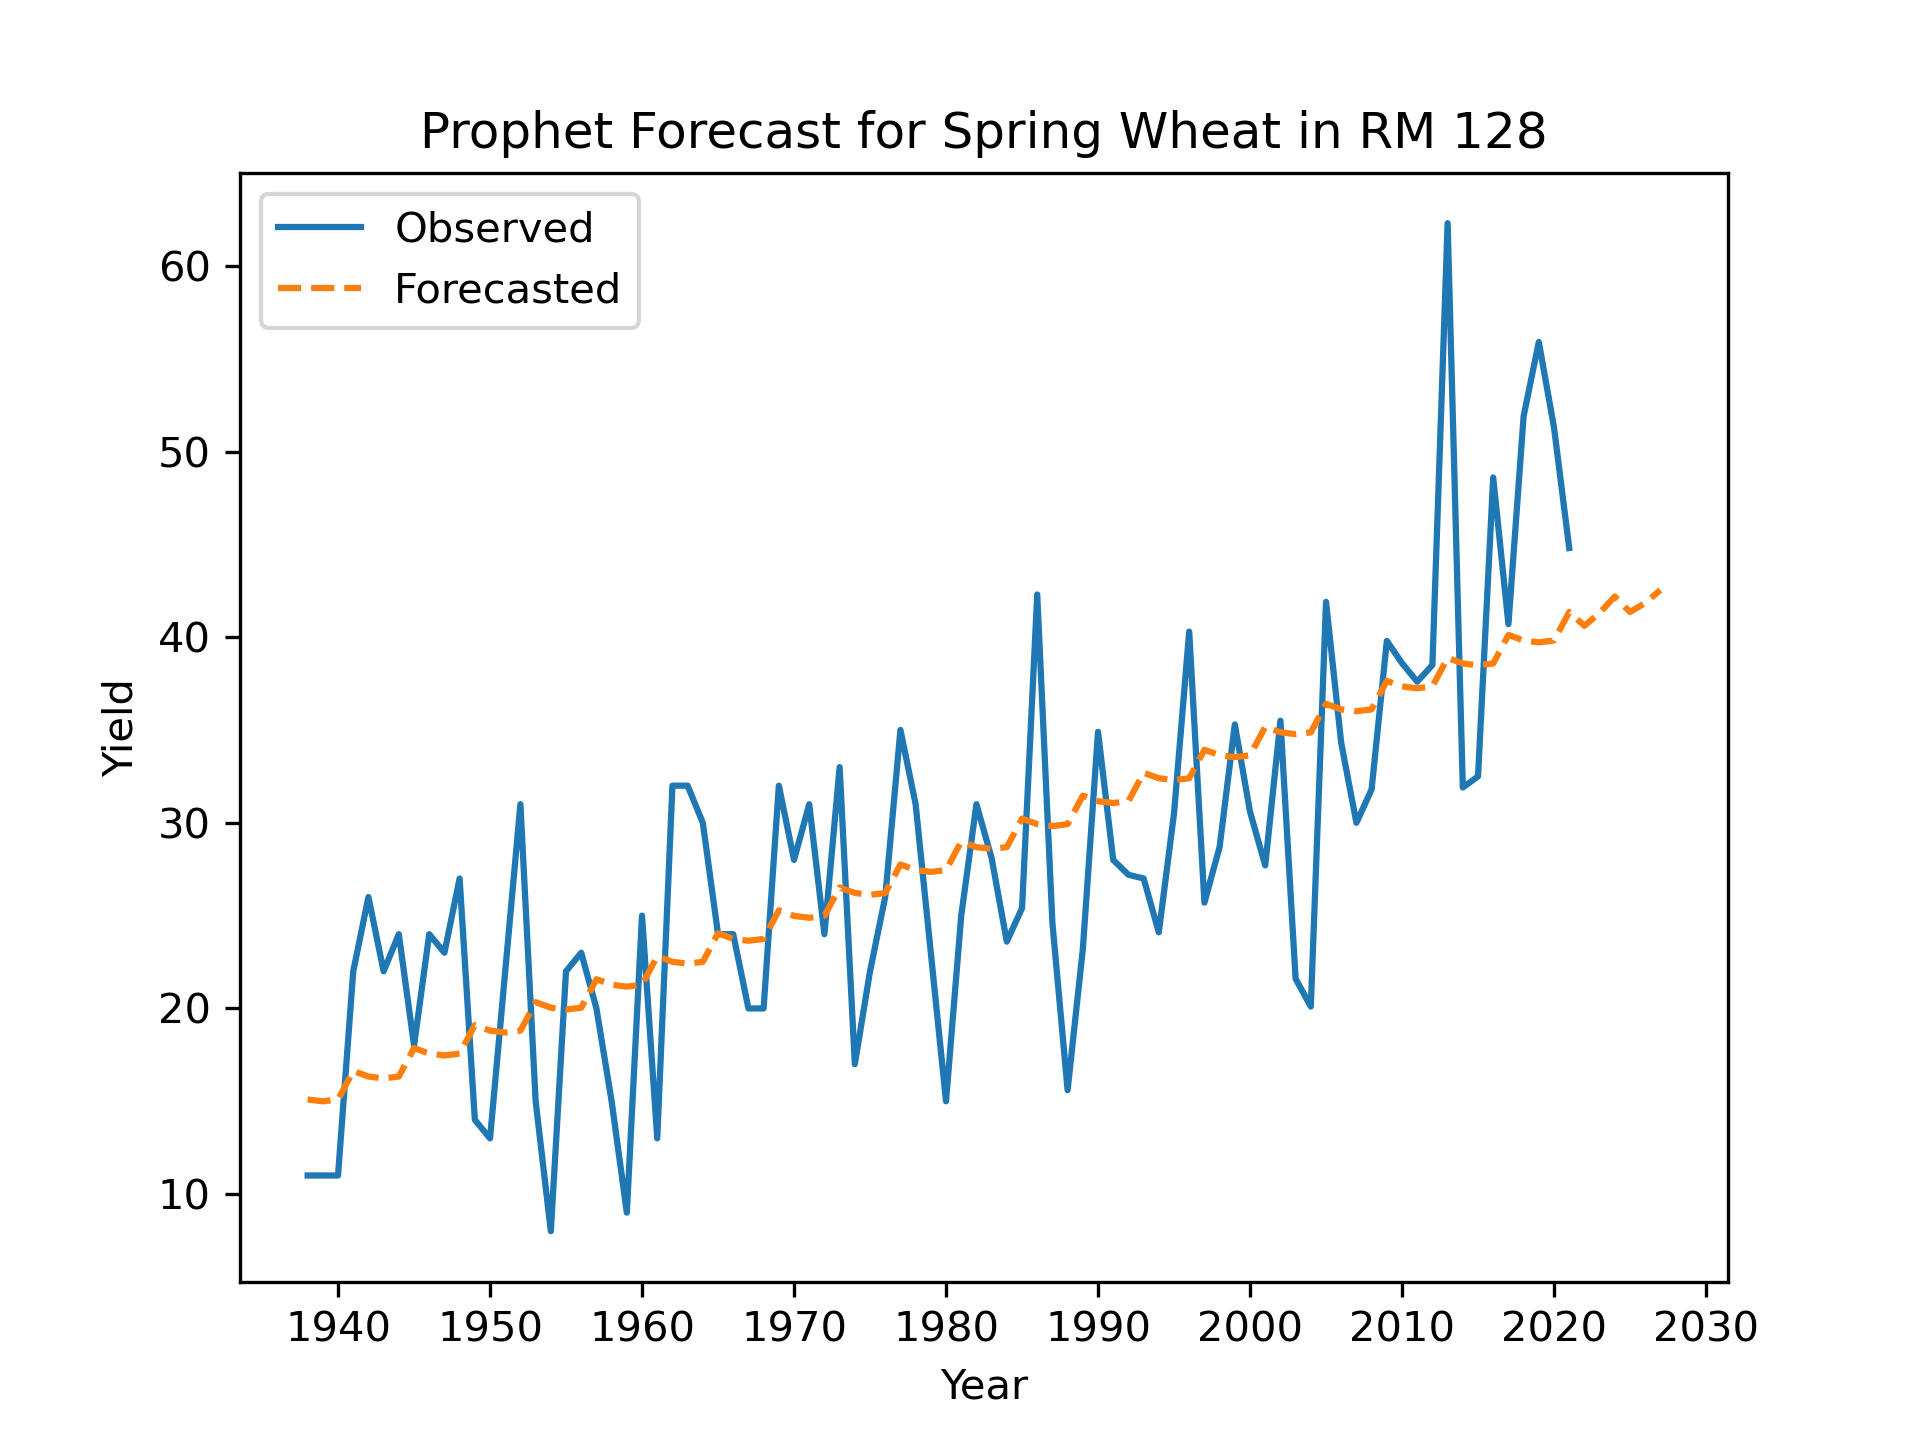 Prophet Forecast for Spring Wheat in RM 128
Observed
Forecasted
60
50
40
30
20
10
Yield
1940 1950 1960 1970 1980 1990 2000 2010 2020 2030
Year